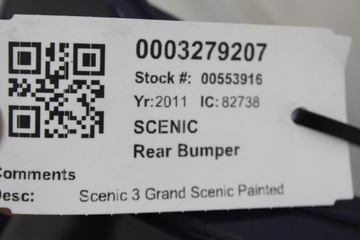 0003279207
Stock #: 00553916
Yr:2011 IC: 82738
SCENIC
Rear Bumper
Comments
Desc: Scenic 3 Grand Scenic Painted